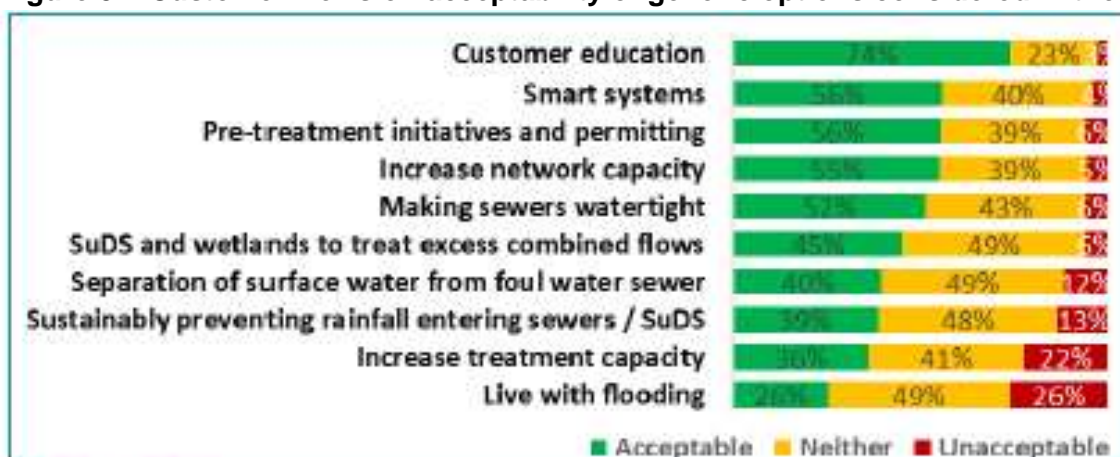 Customer education 74% 23%
Smart systems 56% 40%
Pre-treatment initiatives and permitting 56% 39%
Increase network capacity 55% 39%
Making sewers watertight 52% 43%
SuDS and wetlands to treat excess combined flows 45% 49%
Separation of surface water from foul water sewer 40% 49% 12%
Sustainably preventing rainfall entering sewers / SuDS 39% 48% 13%
Increase treatment capacity 36% 41% 22%
Live with flooding 26% 49% 26%
Acceptable Neither Unacceptable